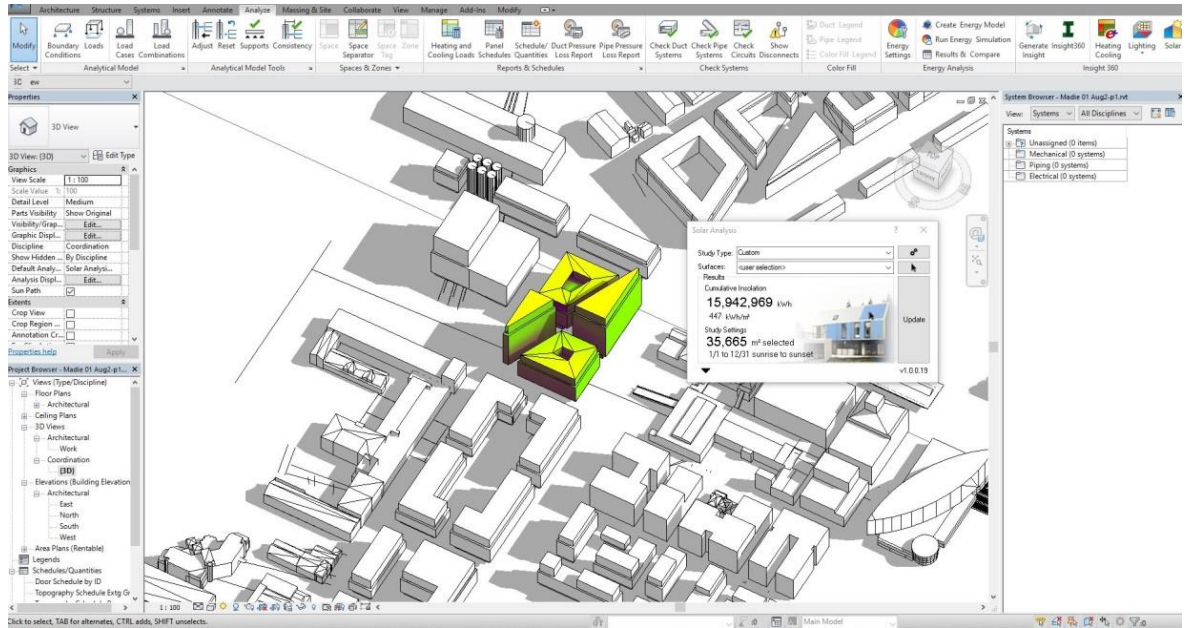 Architecture Structure Systems Insert Annotate Analyze Massing & Site Collaborate View Manage Add-Ins Modify
Modify Boundary Conditions Loads Load Cases Load Combinations Adjust Reset Supports Consistency Space Space Separator Space Tag Zone Heating and Cooling Loads Panel Schedules Schedule/ Quantities Duct Pressure Loss Report Pipe Pressure Loss Report Check Duct Systems Check Pipe Systems Check Circuits Show Disconnects
Duct Legend
Pipe Legend
Color Fill Legend
Energy Settings
Create Energy Model
Run Energy Simulation
Results & Compare
Generate Insight Insight360 Heating Cooling Lighting Solar
Select Analytical Model Analytical Model Tools Spaces & Zones Reports & Schedules Check Systems Color Fill Energy Analysis Insight 360
Properties
3D View
3D View: {3D} Edit Type
Graphics
View Scale 1 : 100
Scale Value 1: 100
Detail Level Medium
Parts Visibility Show Original
Visibility/Grap... Edit...
Graphic Displ... Edit...
Discipline Coordination
Show Hidden ... By Discipline
Default Analy... Solar Analysi...
Analysis Displ... Edit...
Sun Path
Extents
Crop View
Crop Region ...
Annotation Cr...
Properties help Apply
Project Browser - Madie 01 Aug2-p1...
Views (Type/Discipline)
Floor Plans
Architectural
Ceiling Plans
3D Views
Architectural
Work
Coordination
{3D}
Elevations (Building Elevation
Architectural
East
North
South
West
Area Plans (Rentable)
Legends
Schedules/Quantities
Door Schedule by ID
Topography Schedule Extg Gr
Solar Analysis
Study Type: Custom
Surfaces: <user selection>
Results
Cumulative Insolation
15,942,969 kWh
447 kWh/m²
Study Settings
35,665 m² selected
1/1 to 12/31 sunrise to sunset
Update
v1.0.0.19
System Browser - Madie 01 Aug2-p1.rvt
View: Systems All Disciplines
Systems
Unassigned (0 items)
Mechanical (0 systems)
Piping (0 systems)
Electrical (0 systems)
1 : 100
Click to select, TAB for alternates, CTRL adds, SHIFT unselects.
:0 Main Model
:0